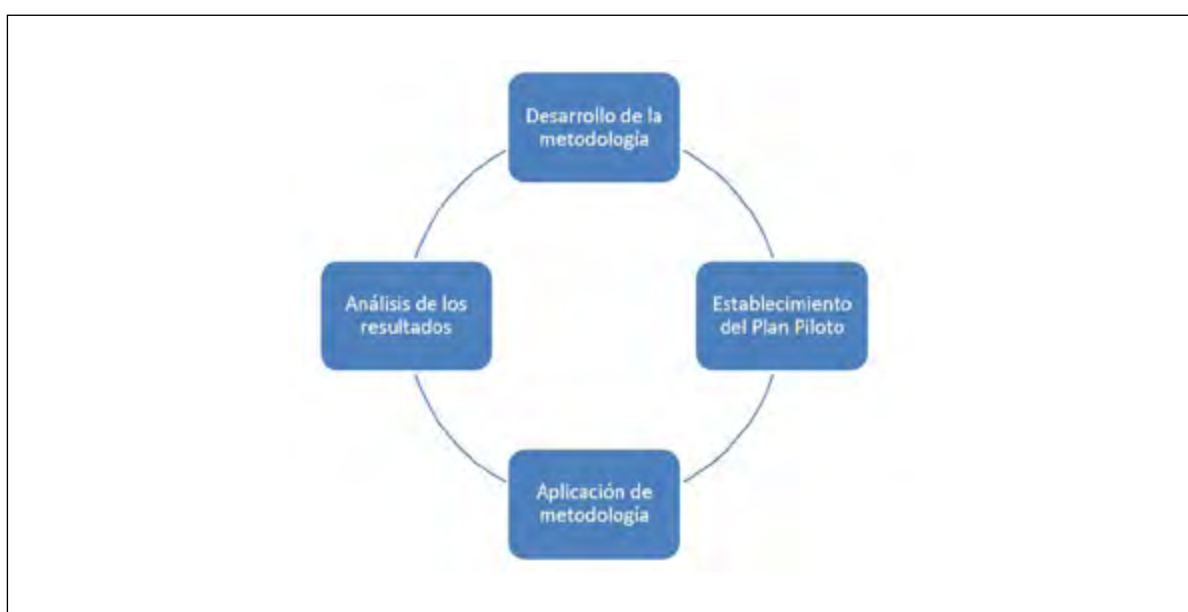 Desarrollo de la
metodología
Establecimiento
del Plan Piloto
Aplicación de
metodología
Análisis de los
resultados